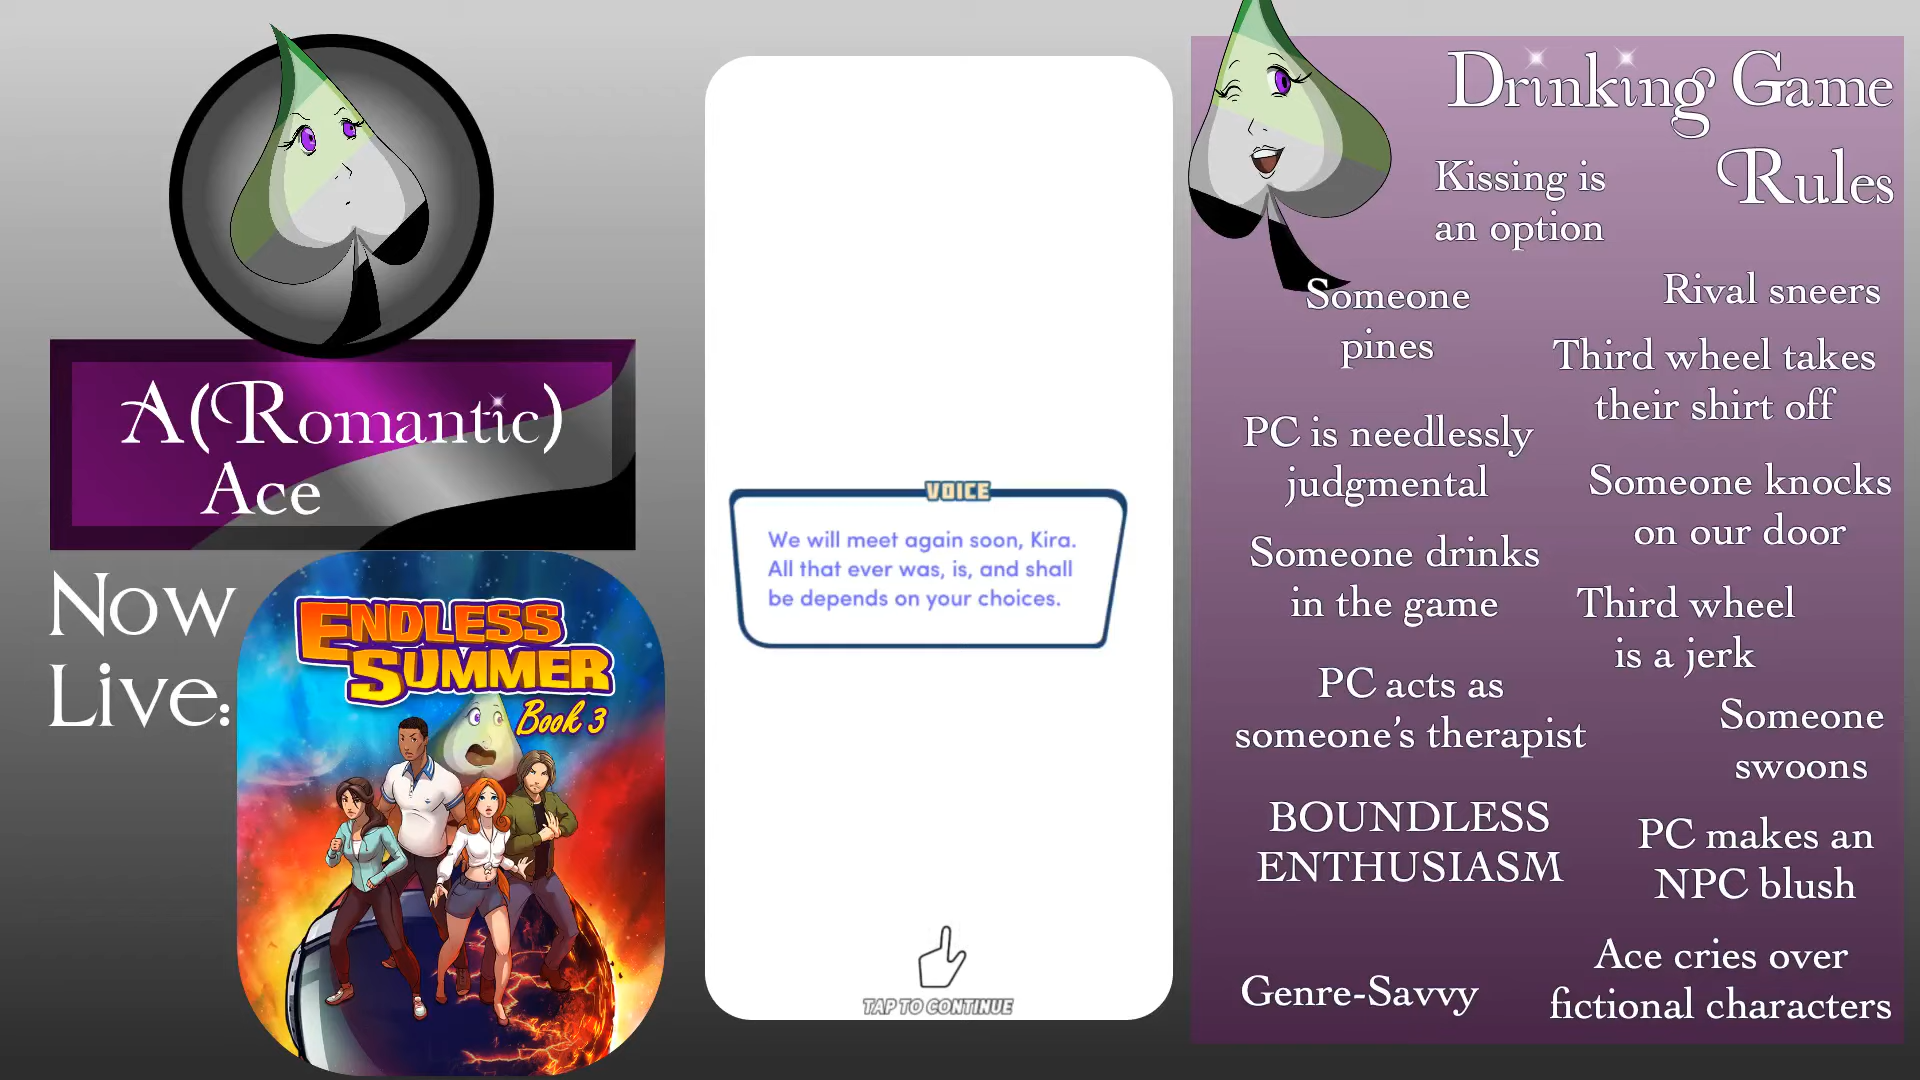 A(Romantic)
Ace
Now
Live:
ENDLESS
SUMMER
Book 3
VOICE
We will meet again soon, Kira.
All that ever was, is, and shall
be depends on your choices.
TAP TO CONTINUE
Drinking Game
Rules
Kissing is
an option
Rival sneers
Someone
pines
Third wheel takes
their shirt off
PC is needlessly
judgmental
Someone knocks
on our door
Someone drinks
in the game
Third wheel
is a jerk
PC acts as
someone's therapist
Someone
swoons
BOUNDLESS
ENTHUSIASM
PC makes an
NPC blush
Genre-Savvy
Ace cries over
fictional characters